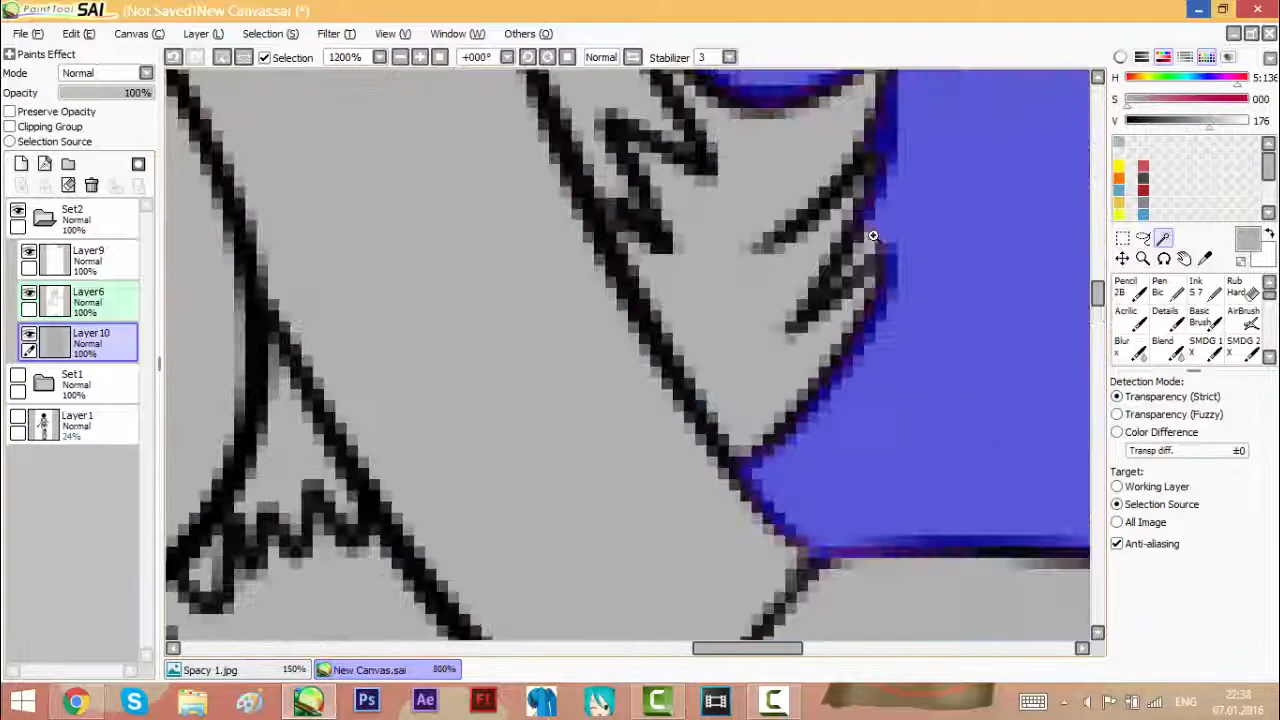 PaintTool SAI (Not Saved)New Canvas.sai (*)
File (F) Edit (E) Canvas (C) Layer (L) Selection (S) Filter (T) View (V) Window (W) Others (O)
Paints Effect
Selection 1200% +000° Normal Stabilizer 3
Mode Normal
Opacity 100%
Preserve Opacity
Clipping Group
Selection Source
Set2
Normal
100%
Layer9
Normal
100%
Layer6
Normal
100%
Layer10
Normal
100%
Set1
Normal
100%
Layer1
Normal
24%
H 5:136
S 000
V 176
Pencil Pen Ink Rub
2B Bic S 7 Hard
Acrilic Details Basic AirBrush
Brush
Blur Blend SMDG 1 SMDG 2
x X X
Detection Mode:
Transparency (Strict)
Transparency (Fuzzy)
Color Difference
Transp diff. ±0
Target:
Working Layer
Selection Source
All Image
Anti-aliasing
Spacy 1.jpg 150% New Canvas.sai 800%
Ps Ae Fl C C
ENG
22:38
07.01.2016